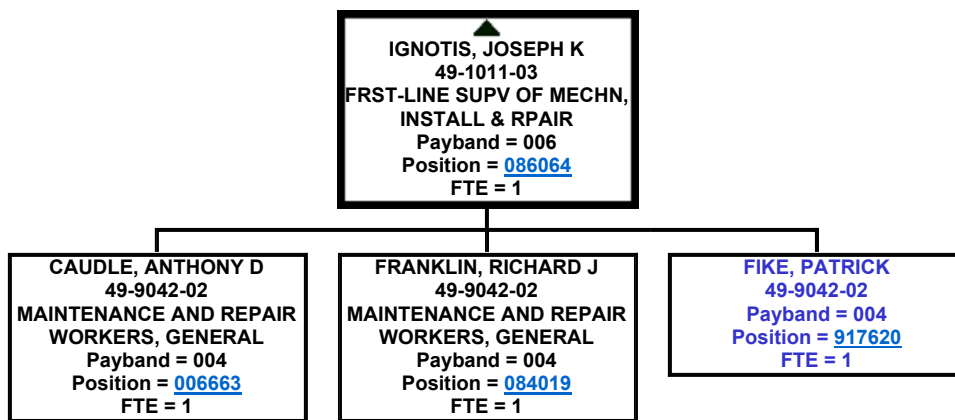 IGNOTIS, JOSEPH K
49-1011-03
FRST-LINE SUPV OF MECHN,
INSTALL & RPAIR
Payband = 006
Position = 086064
FTE = 1
CAUDLE, ANTHONY D
49-9042-02
MAINTENANCE AND REPAIR
WORKERS, GENERAL
Payband = 004
Position = 006663
FTE = 1
FRANKLIN, RICHARD J
49-9042-02
MAINTENANCE AND REPAIR
WORKERS, GENERAL
Payband = 004
Position = 084019
FTE = 1
FIKE, PATRICK
49-9042-02
Payband = 004
Position = 917620
FTE = 1